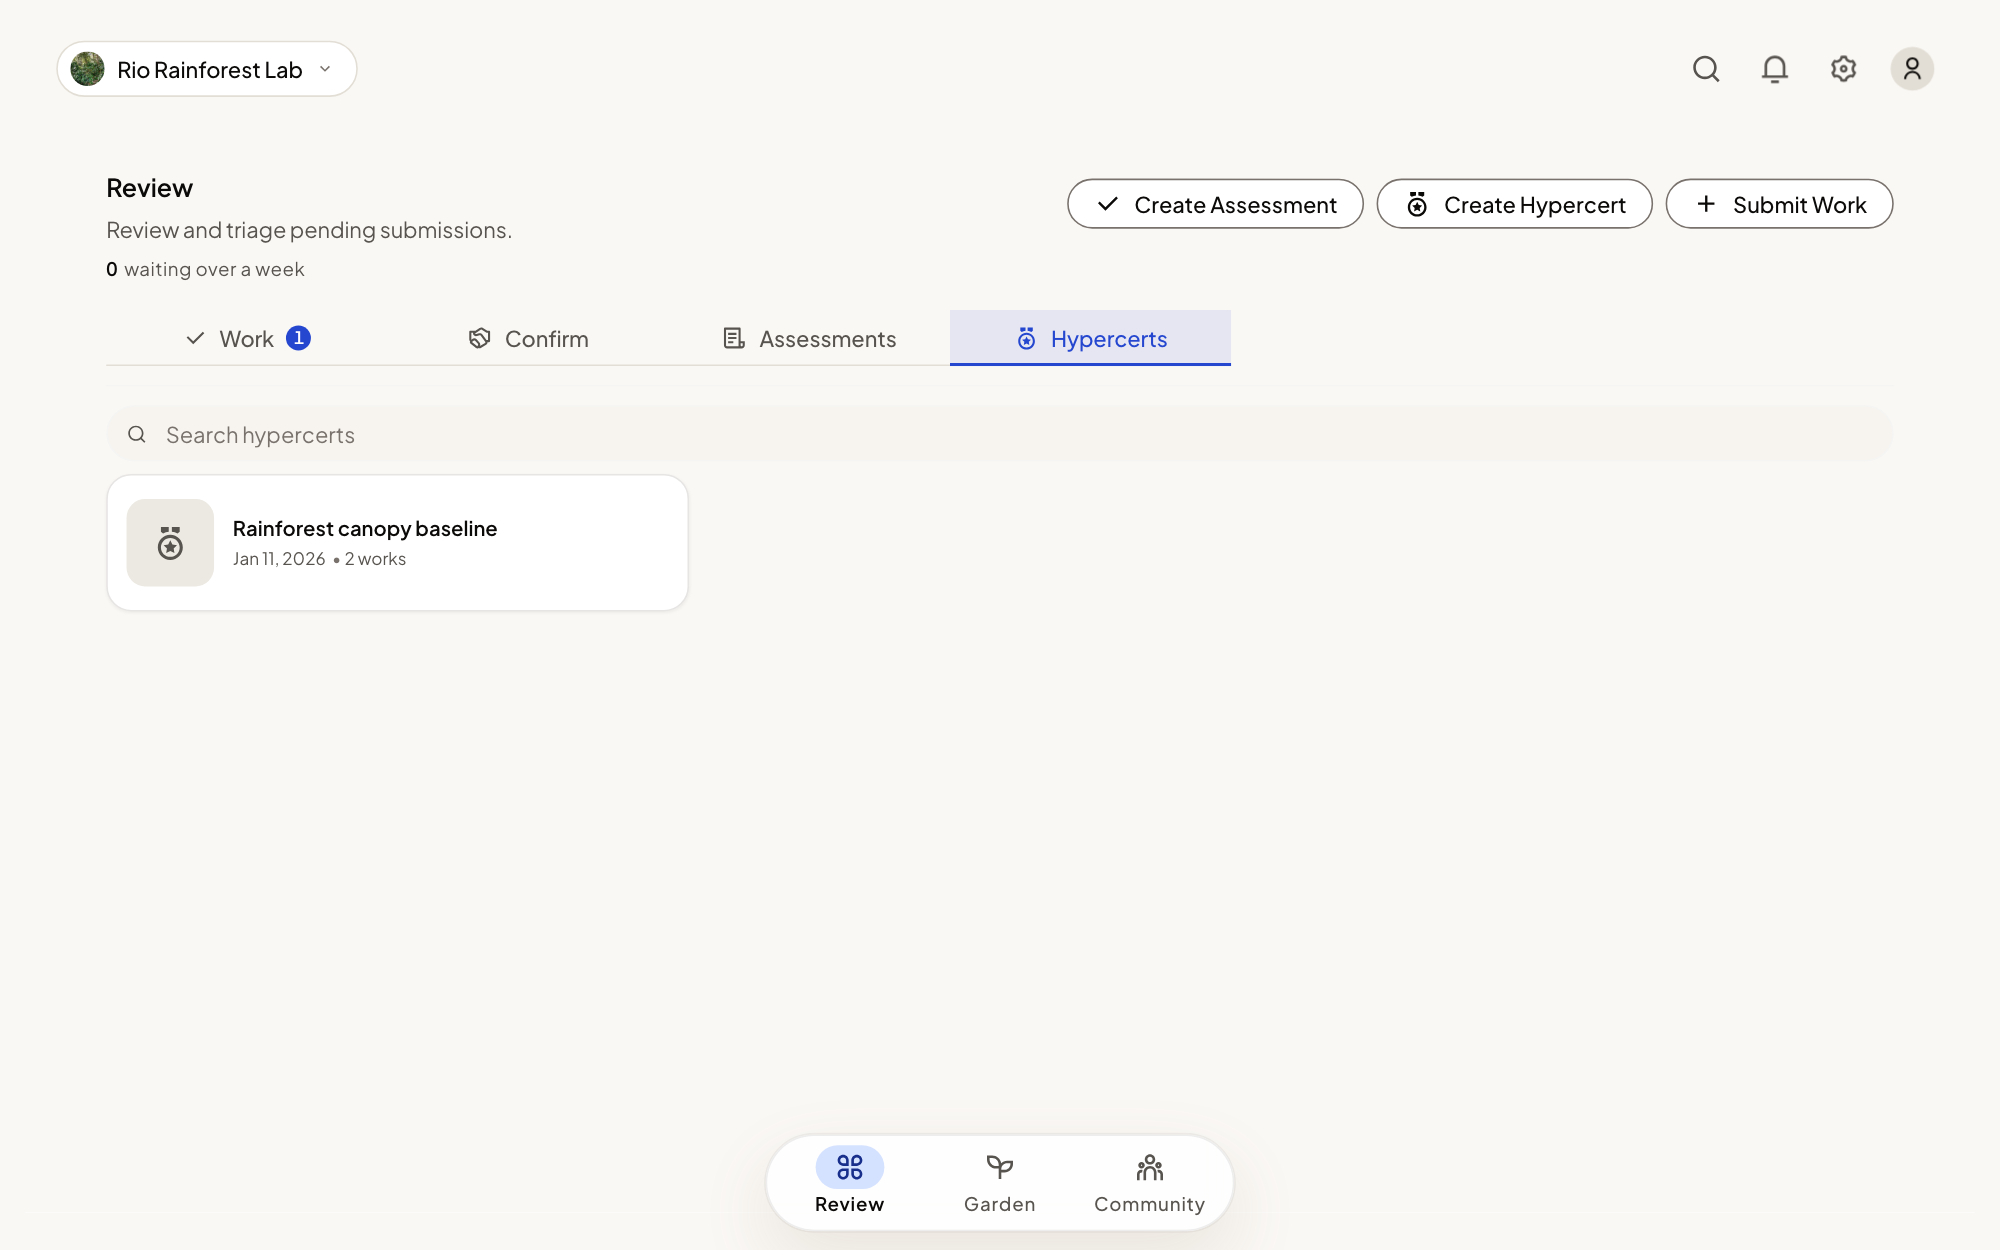 Rio Rainforest Lab
Review
Review and triage pending submissions.
0 waiting over a week
Create Assessment
Create Hypercert
Submit Work
Work 1
Confirm
Assessments
Hypercerts
Search hypercerts
Rainforest canopy baseline
Jan 11, 2026 • 2 works
Review
Garden
Community